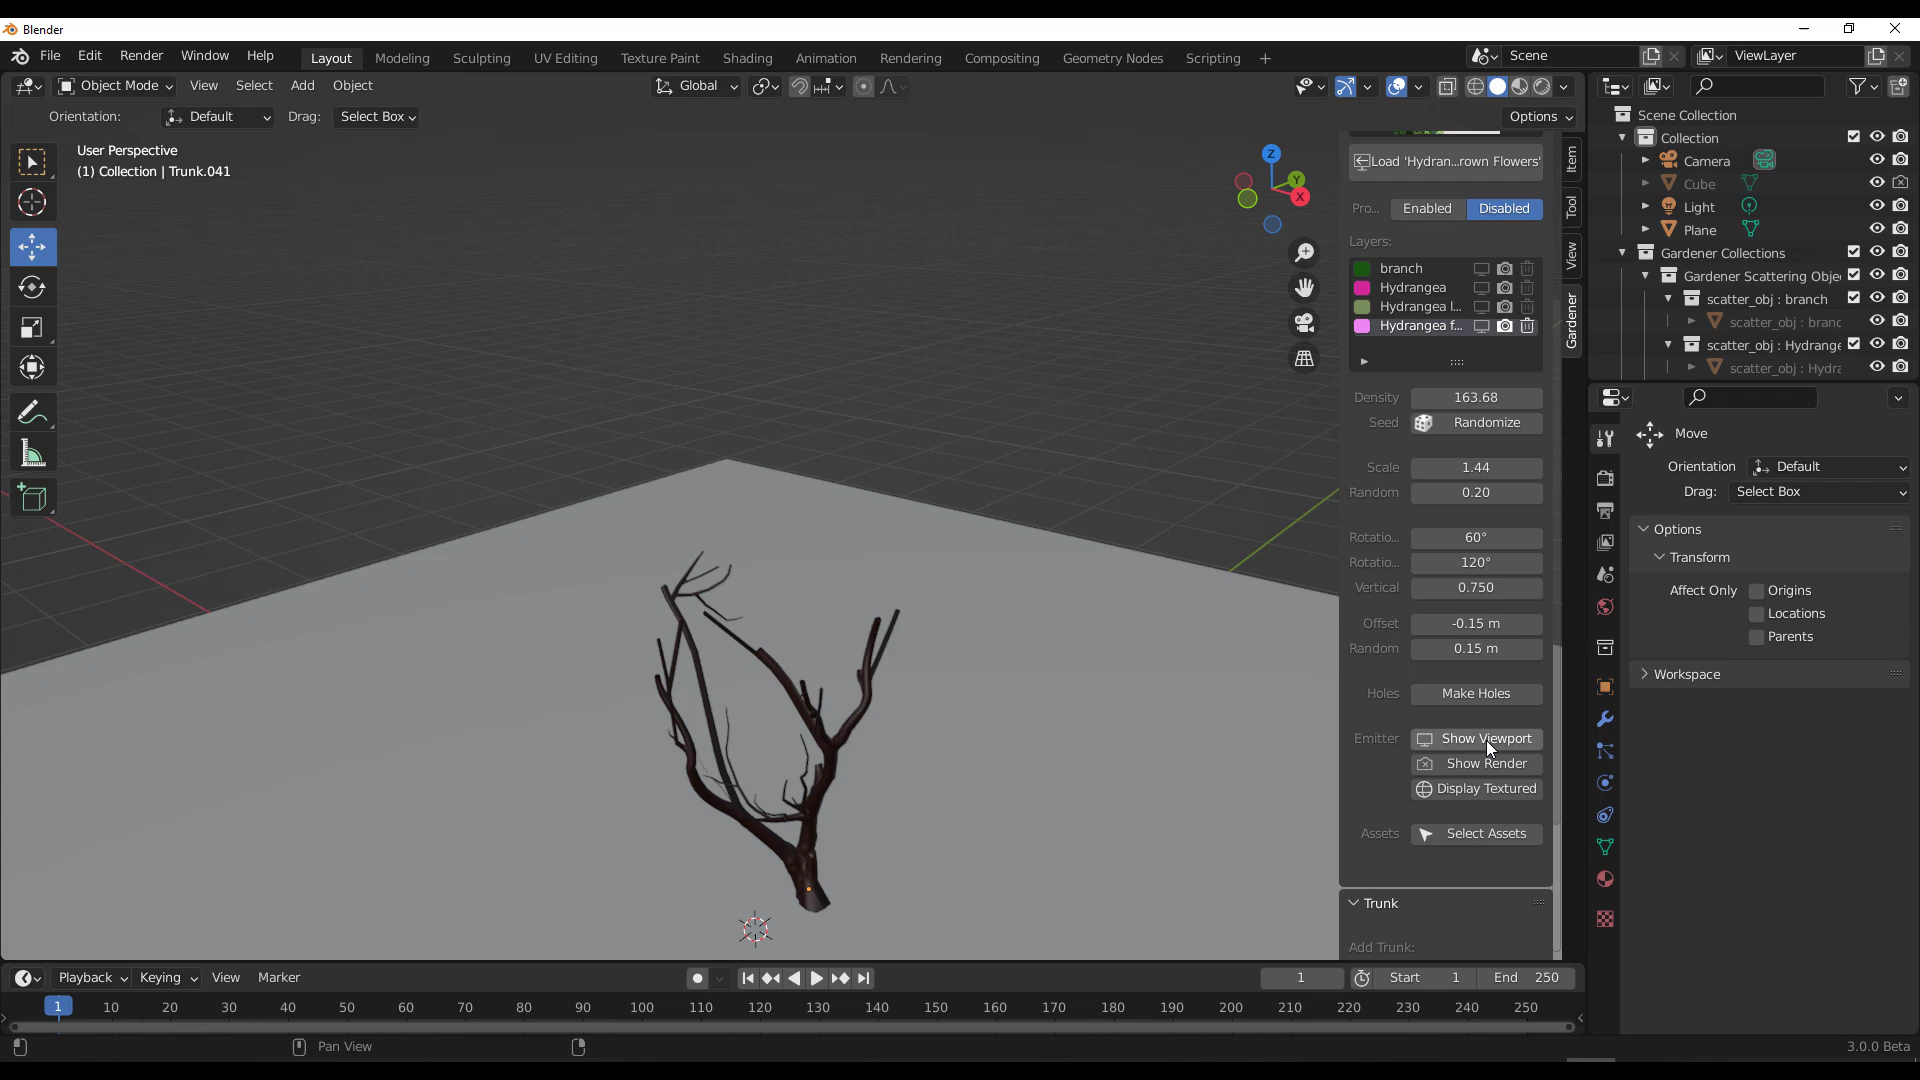 Blender
File Edit Render Window Help Layout Modeling Sculpting UV Editing Texture Paint Shading Animation Rendering Compositing Geometry Nodes Scripting + Scene ViewLayer
Object Mode View Select Add Object Global
Orientation: Default Drag: Select Box Options
User Perspective
(1) Collection | Trunk.041
Z
Y
X
Load 'Hydran...rown Flowers'
Pro... Enabled Disabled
Layers:
branch
Hydrangea
Hydrangea l...
Hydrangea f...
Density 163.68
Seed Randomize
Scale 1.44
Random 0.20
Rotatio... 60°
Rotatio... 120°
Vertical 0.750
Offset -0.15 m
Random 0.15 m
Holes Make Holes
Emitter Show Viewport
Show Render
Display Textured
Assets Select Assets
Trunk
Add Trunk:
Item
Tool
View
Gardener
Scene Collection
Collection
Camera
Cube
Light
Plane
Gardener Collections
Gardener Scattering Obje
scatter_obj : branch
scatter_obj : branc
scatter_obj : Hydrange
scatter_obj : Hydra
Move
Orientation Default
Drag: Select Box
Options
Transform
Affect Only Origins
Locations
Parents
Workspace
Playback Keying View Marker 1 Start 1 End 250
1 10 20 30 40 50 60 70 80 90 100 110 120 130 140 150 160 170 180 190 200 210 220 230 240 250
Pan View 3.0.0 Beta